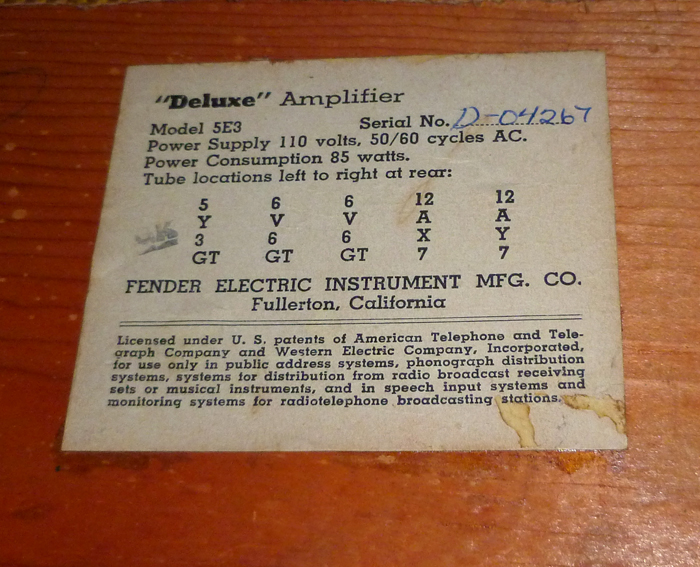 "Deluxe" Amplifier
Model 5E3 Serial No. D-04267
Power Supply 110 volts, 50/60 cycles AC.
Power Consumption 85 watts.
Tube locations left to right at rear:
5 6 6 12 12
Y V V A A
3 6 6 X Y
GT GT GT 7 7
FENDER ELECTRIC INSTRUMENT MFG. CO.
Fullerton, California
Licensed under U. S. patents of American Telephone and Tele-
graph Company and Western Electric Company, Incorporated,
for use only in public address systems, phonograph distribution
systems, systems for distribution from radio broadcast receiving
sets or musical instruments, and in speech input systems and
monitoring systems for radiotelephone broadcasting stations.